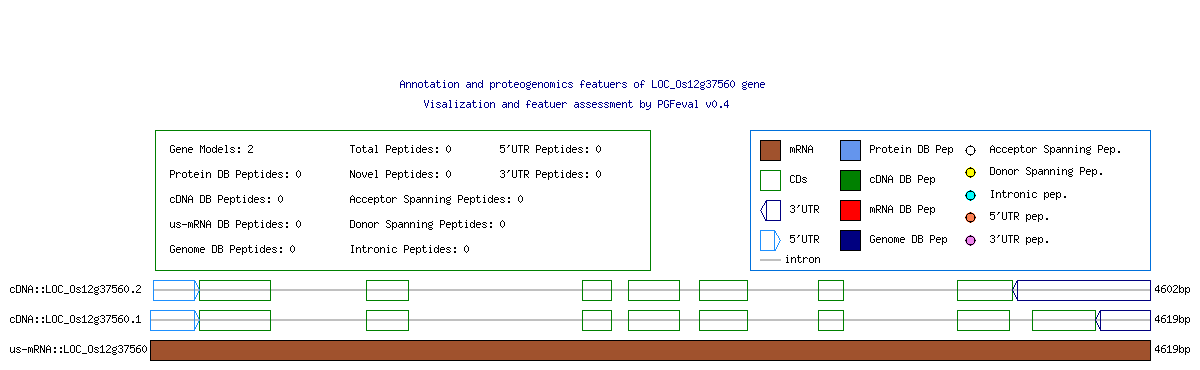 Annotation and proteogenomics featuers of LOC_Os12g37560 gene
Visalization and featuer assessment by PGFeval v0.4
Gene Models: 2 Total Peptides: 0 5'UTR Peptides: 0
Protein DB Peptides: 0 Novel Peptides: 0 3'UTR Peptides: 0
cDNA DB Peptides: 0 Acceptor Spanning Peptides: 0
us-mRNA DB Peptides: 0 Donor Spanning Peptides: 0
Genome DB Peptides: 0 Intronic Peptides: 0
mRNA Protein DB Pep Acceptor Spanning Pep.
CDs cDNA DB Pep Donor Spanning Pep.
3'UTR mRNA DB Pep Intronic pep.
5'UTR Genome DB Pep 5'UTR pep.
intron 3'UTR pep.
cDNA::LOC_Os12g37560.2 4602bp
cDNA::LOC_Os12g37560.1 4619bp
us-mRNA::LOC_Os12g37560 4619bp